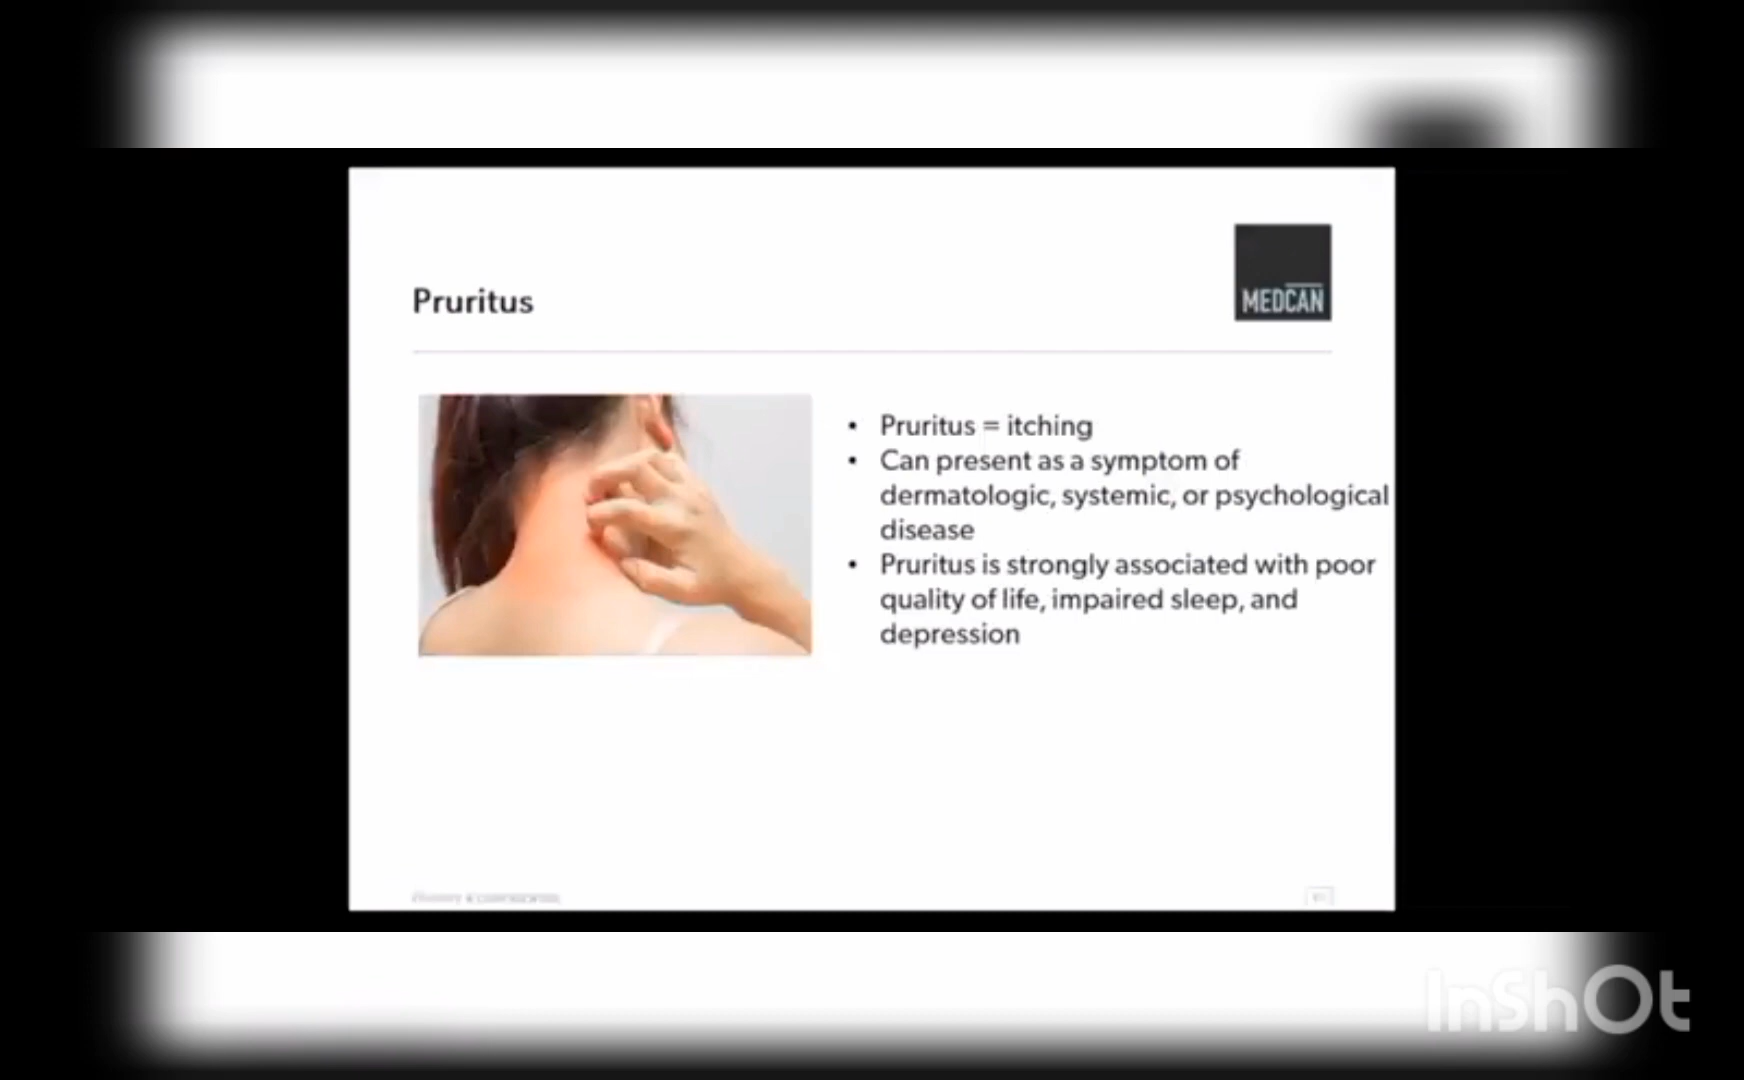 Pruritus
MEDCAN
• Pruritus = itching
• Can present as a symptom of
dermatologic, systemic, or psychological
disease
• Pruritus is strongly associated with poor
quality of life, impaired sleep, and
depression
InShOt